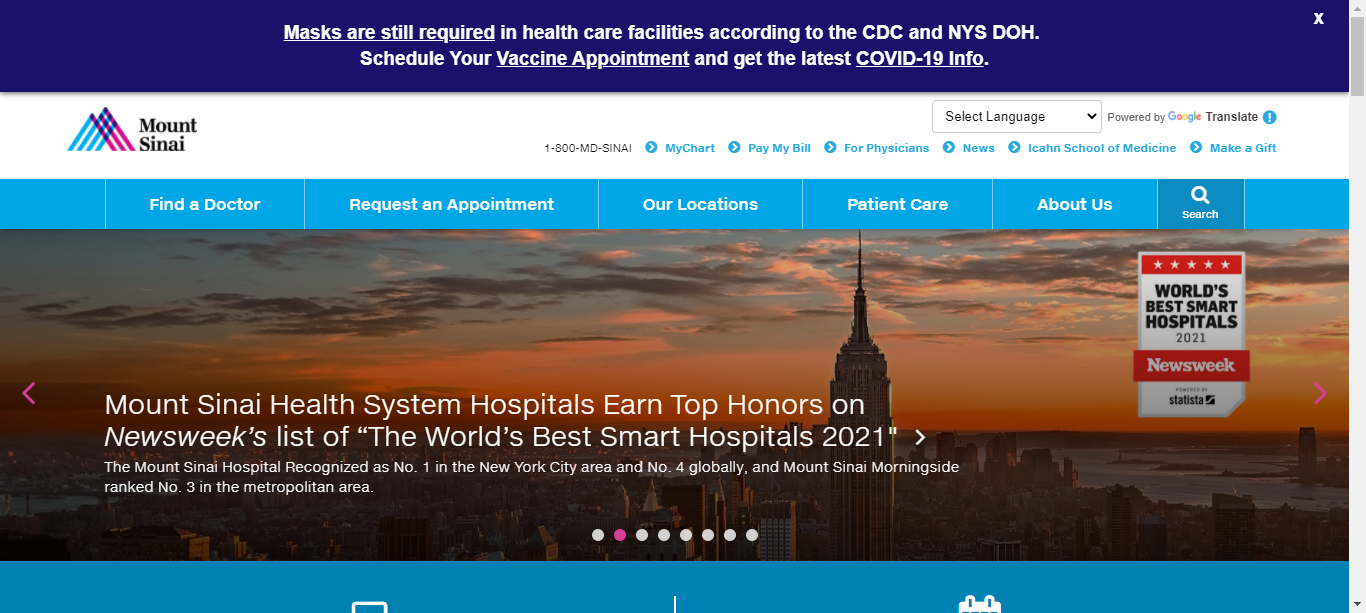 Masks are still required in health care facilities according to the CDC and NYS DOH.
Schedule Your Vaccine Appointment and get the latest COVID-19 Info.
x
Mount
Sinai
Select Language
Powered by Google Translate
1-800-MD-SINAI MyChart Pay My Bill For Physicians News Icahn School of Medicine Make a Gift
Find a Doctor Request an Appointment Our Locations Patient Care About Us Search
WORLD'S
BEST SMART
HOSPITALS
2021
Newsweek
POWERED BY
statista
Mount Sinai Health System Hospitals Earn Top Honors on
Newsweek's list of “The World's Best Smart Hospitals 2021"
The Mount Sinai Hospital Recognized as No. 1 in the New York City area and No. 4 globally, and Mount Sinai Morningside
ranked No. 3 in the metropolitan area.